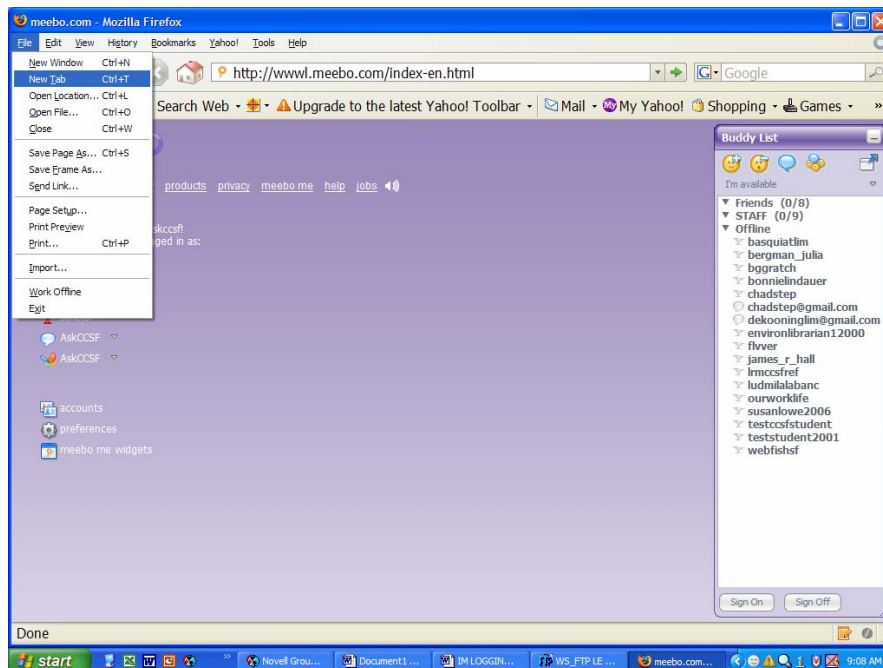 meebo.com - Mozilla Firefox
File Edit View History Bookmarks Yahoo! Tools Help
New Window Ctrl+N
New Tab Ctrl+T
Open Location... Ctrl+L
Open File... Ctrl+O
Close Ctrl+W
Save Page As... Ctrl+S
Save Frame As...
Send Link...
Page Setup...
Print Preview
Print... Ctrl+P
Import...
Work Offline
Exit
http://wwwl.meebo.com/index-en.html
G Google
Search Web Upgrade to the latest Yahoo! Toolbar Mail My Yahoo! Shopping Games »
products privacy meebo me help jobs
skccsf!
ged in as:
AskCCSF
AskCCSF
accounts
preferences
meebo me widgets
Buddy List
I'm available
Friends (0/8)
STAFF (0/9)
Offline
basquiatlim
bergman_julia
bggratch
bonnielindauer
chadstep
chadstep@gmail.com
dekooninglim@gmail.com
environlibrarian12000
flvver
james_r_hall
lrmccsfref
ludmilalabanc
ourworklife
susanlowe2006
testccsfstudent
teststudent2001
webfishsf
Sign On Sign Off
Done
start » Novell Grou... Document1 ... IM LOGGIN... WS_FTP LE ... meebo.com... 9:08 AM